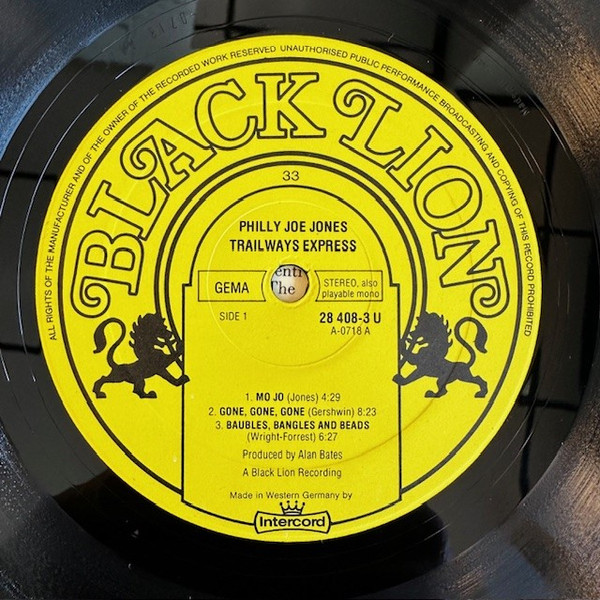 ALL RIGHTS OF THE MANUFACTURER AND OF THE OWNER OF THE RECORDED WORK RESERVED UNAUTHORISED PUBLIC PERFORMANCE BROADCASTING AND COPYING OF THIS RECORD PROHIBITED
BLACK LION
33
PHILLY JOE JONES
TRAILWAYS EXPRESS
GEMA
The
STEREO, also
playable mono
SIDE 1
28 408-3 U
A-0718 A
1. MO JO (Jones) 4:29
2. GONE, GONE, GONE (Gershwin) 8:23
3. BAUBLES, BANGLES AND BEADS
(Wright-Forrest) 6:27
Produced by Alan Bates
A Black Lion Recording
Made in Western Germany by
Intercord